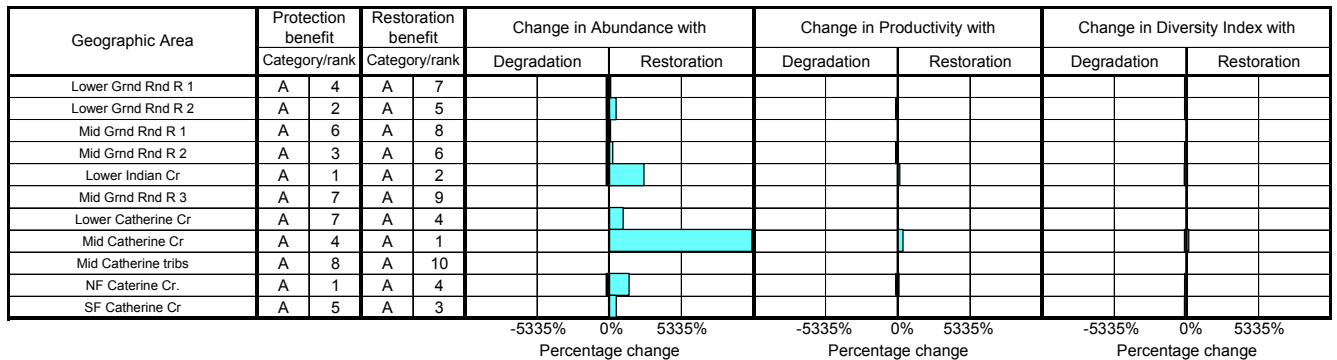 Geographic Area Protection benefit Restoration benefit Change in Abundance with Change in Productivity with Change in Diversity Index with
Category/rank Category/rank Degradation Restoration Degradation Restoration Degradation Restoration
Lower Grnd Rnd R 1 A 4 A 7
Lower Grnd Rnd R 2 A 2 A 5
Mid Grnd Rnd R 1 A 6 A 8
Mid Grnd Rnd R 2 A 3 A 6
Lower Indian Cr A 1 A 2
Mid Grnd Rnd R 3 A 7 A 9
Lower Catherine Cr A 7 A 4
Mid Catherine Cr A 4 A 1
Mid Catherine tribs A 8 A 10
NF Caterine Cr. A 1 A 4
SF Catherine Cr A 5 A 3
-5335% 0% 5335% -5335% 0% 5335% -5335% 0% 5335%
Percentage change Percentage change Percentage change